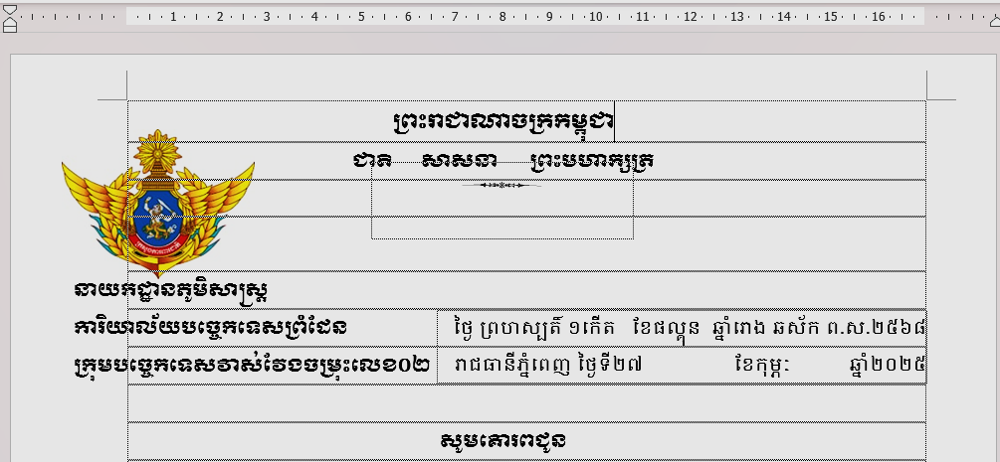 1 2 3 4 5 6 7 8 9 10 11 12 13 14 15 16
ព្រះរាជាណាចក្រកម្ពុជា
ជាតិ សាសនា ព្រះមហាក្សត្រ
នាយកដ្ឋានភូមិសាស្ត្រ
ការិយាល័យបច្ចេកទេសព្រំដែន
ថ្ងៃ ព្រហស្បតិ៍ ១កើត ខែផល្គុន ឆ្នាំរោង ឆស័ក ព.ស.២៥៦៨
ក្រុមបច្ចេកទេសវាស់វែងចម្រុះលេខ០២
រាជធានីភ្នំពេញ ថ្ងៃទី២៧ ខែកុម្ភៈ ឆ្នាំ២០២៥
សូមគោរពជូន